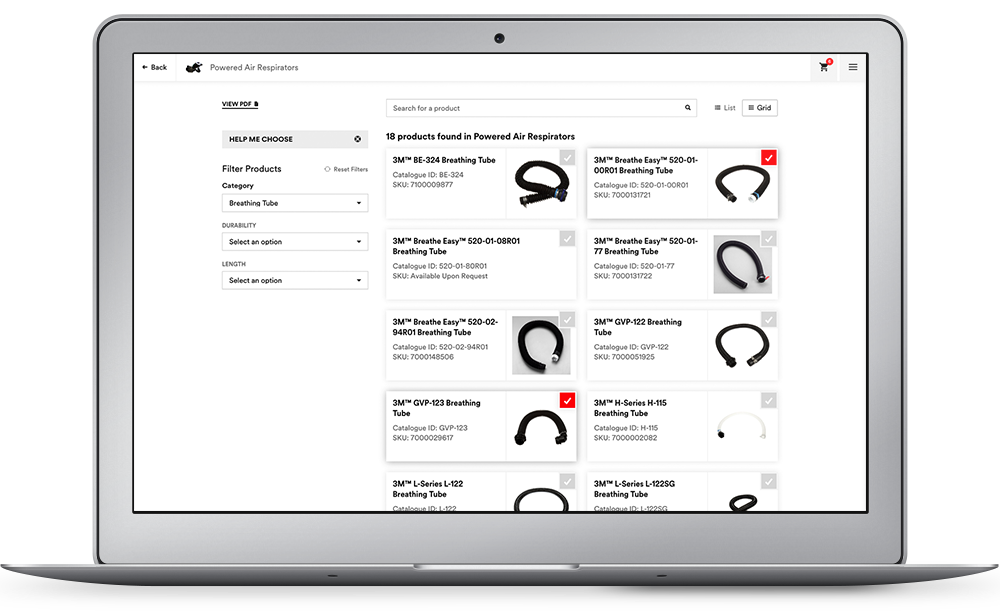 Back
Powered Air Respirators
VIEW PDF
Search for a product
List
Grid
HELP ME CHOOSE
18 products found in Powered Air Respirators
Filter Products
Reset Filters
Category
Breathing Tube
DURABILITY
Select an option
LENGTH
Select an option
3M™ BE-324 Breathing Tube
Catalogue ID: BE-324
SKU: 7100009877
3M™ Breathe Easy™ 520-01-
00R01 Breathing Tube
Catalogue ID: 520-01-00R01
SKU: 7000131721
3M™ Breathe Easy™ 520-01-08R01
Breathing Tube
Catalogue ID: 520-01-80R01
SKU: Available Upon Request
3M™ Breathe Easy™ 520-01-
77 Breathing Tube
Catalogue ID: 520-01-77
SKU: 7000131722
3M™ Breathe Easy™ 520-02-
94R01 Breathing Tube
Catalogue ID: 520-02-94R01
SKU: 7000148506
3M™ GVP-122 Breathing
Tube
Catalogue ID: GVP-122
SKU: 7000051925
3M™ GVP-123 Breathing
Tube
Catalogue ID: GVP-123
SKU: 7000029617
3M™ H-Series H-115
Breathing Tube
Catalogue ID: H-115
SKU: 7000002082
3M™ L-Series L-122
Breathing Tube
Catalogue ID: L-122
3M™ L-Series L-122SG
Breathing Tube
Catalogue ID: L-122SG